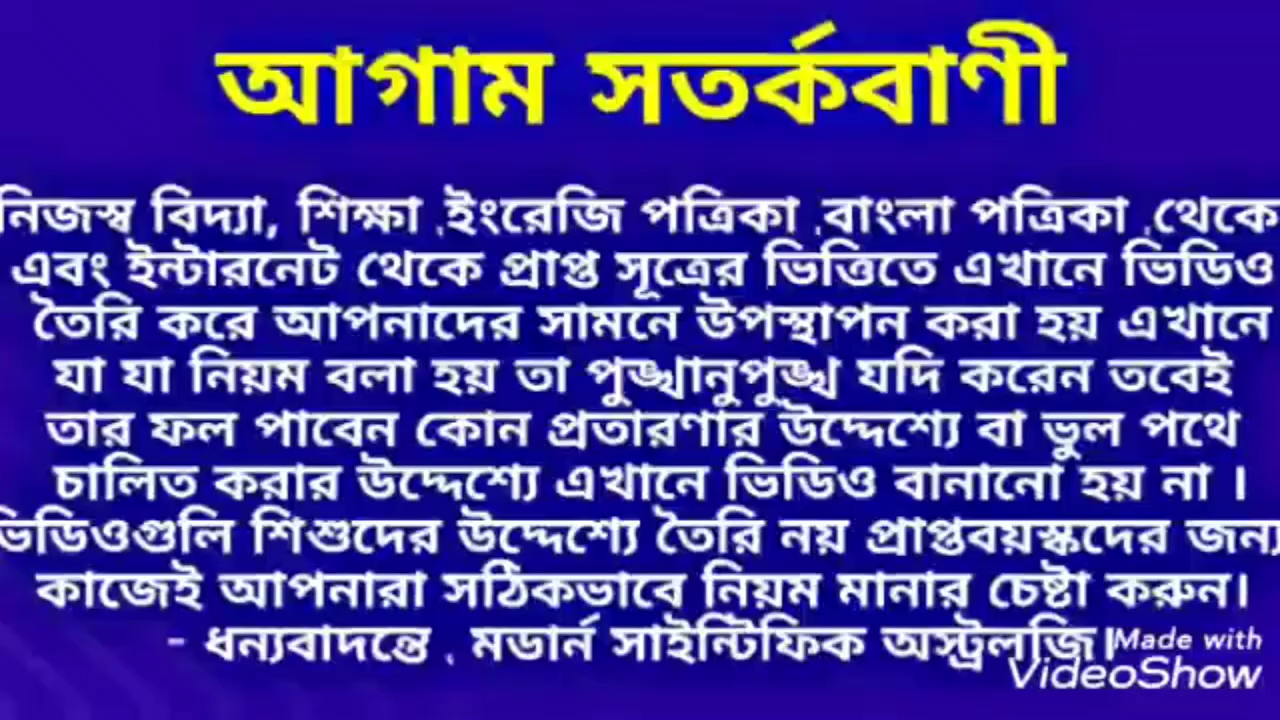 আগাম সতর্কবাণী
নিজস্ব বিদ্যা, শিক্ষা ,ইংরেজি পত্রিকা ,বাংলা পত্রিকা ,থেকে
এবং ইন্টারনেট থেকে প্রাপ্ত সূত্রের ভিত্তিতে এখানে ভিডিও
তৈরি করে আপনাদের সামনে উপস্থাপন করা হয় এখানে
যা যা নিয়ম বলা হয় তা পুঙ্খানুপুঙ্খ যদি করেন তবেই
তার ফল পাবেন কোন প্রতারণার উদ্দেশ্যে বা ভুল পথে
চালিত করার উদ্দেশ্যে এখানে ভিডিও বানানো হয় না ।
ভিডিওগুলি শিশুদের উদ্দেশ্যে তৈরি নয় প্রাপ্তবয়স্কদের জন্য
কাজেই আপনারা সঠিকভাবে নিয়ম মানার চেষ্টা করুন।
- ধন্যবাদন্তে , মডার্ন সাইন্টিফিক অস্ট্রলজি।
Made with
VideoShow